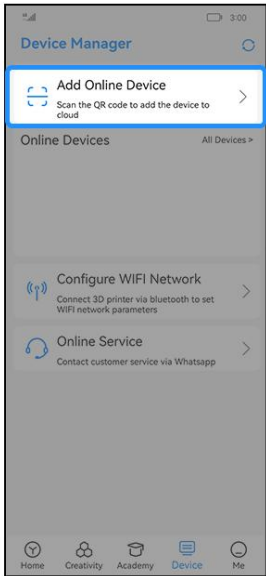 3:00
Device Manager
Add Online Device
Scan the QR code to add the device to
cloud
Online Devices
All Devices >
Configure WIFI Network
Connect 3D printer via bluetooth to set
WIFI network parameters
Online Service
Contact customer service via Whatsapp
Home Creativity Academy Device Me